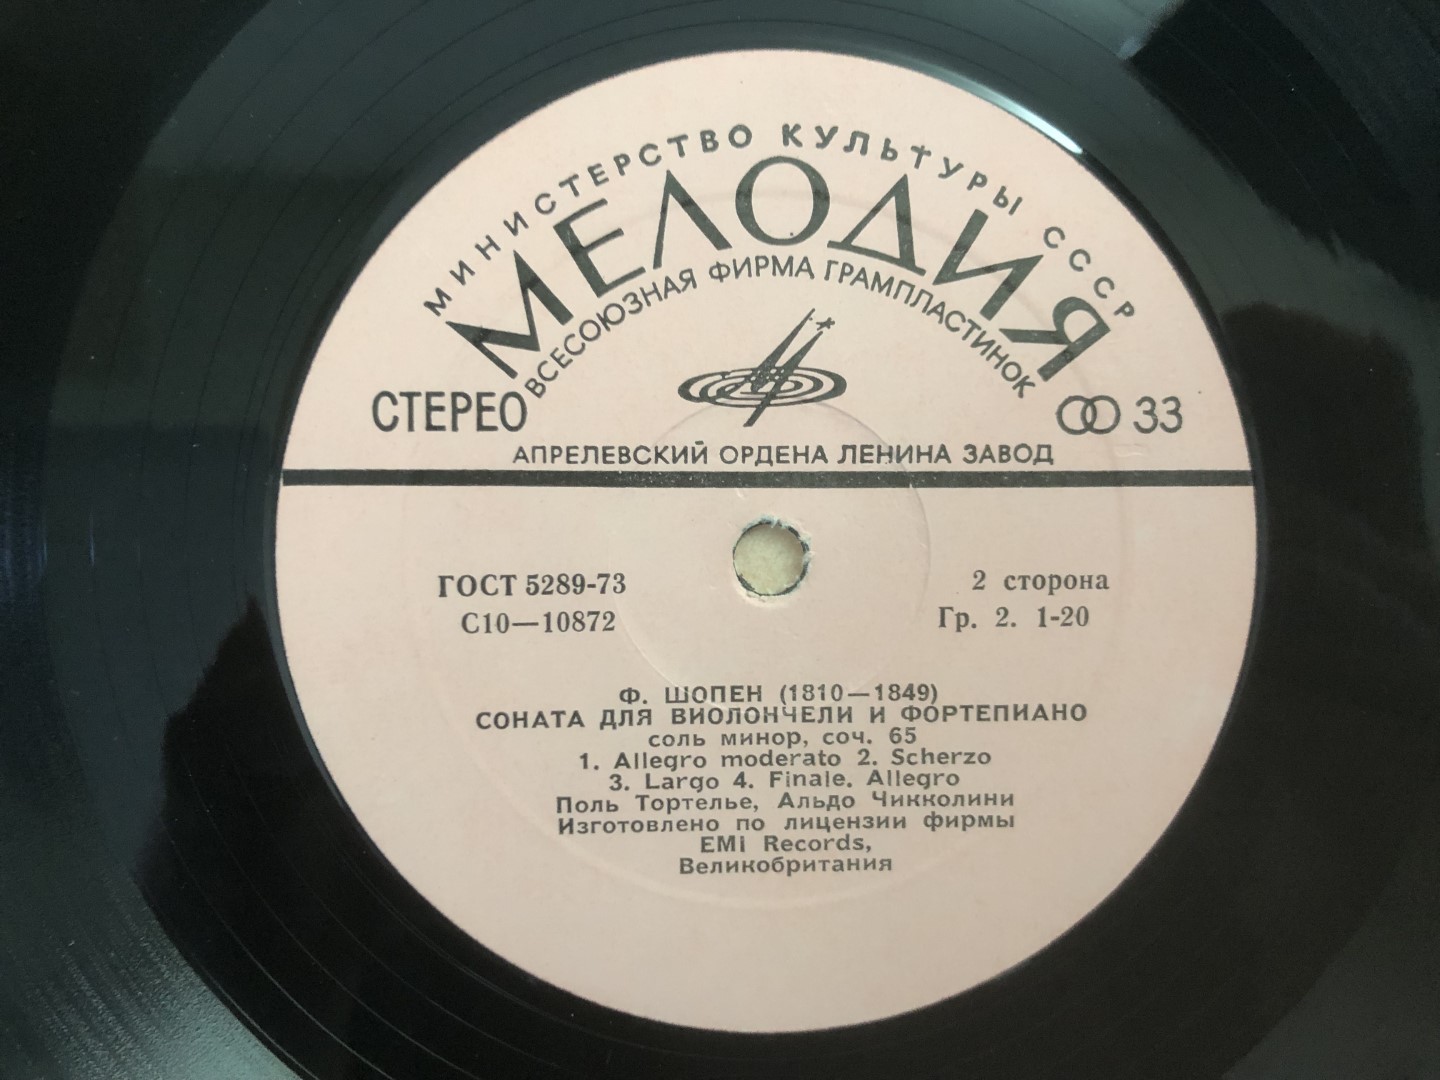 МИНИСТЕРСТВО КУЛЬТУРЫ СССР
МЕЛОДИЯ
ВСЕСОЮЗНАЯ ФИРМА ГРАМПЛАСТИНОК
СТЕРЕО 33
АПРЕЛЕВСКИЙ ОРДЕНА ЛЕНИНА ЗАВОД
ГОСТ 5289-73 2 сторона
С10—10872 Гр. 2. 1-20
Ф. ШОПЕН (1810—1849)
СОНАТА ДЛЯ ВИОЛОНЧЕЛИ И ФОРТЕПИАНО
соль минор, соч. 65
1. Allegro moderato 2. Scherzo
3. Largo 4. Finale. Allegro
Поль Тортелье, Альдо Чикколини
Изготовлено по лицензии фирмы
EMi Records,
Великобритания